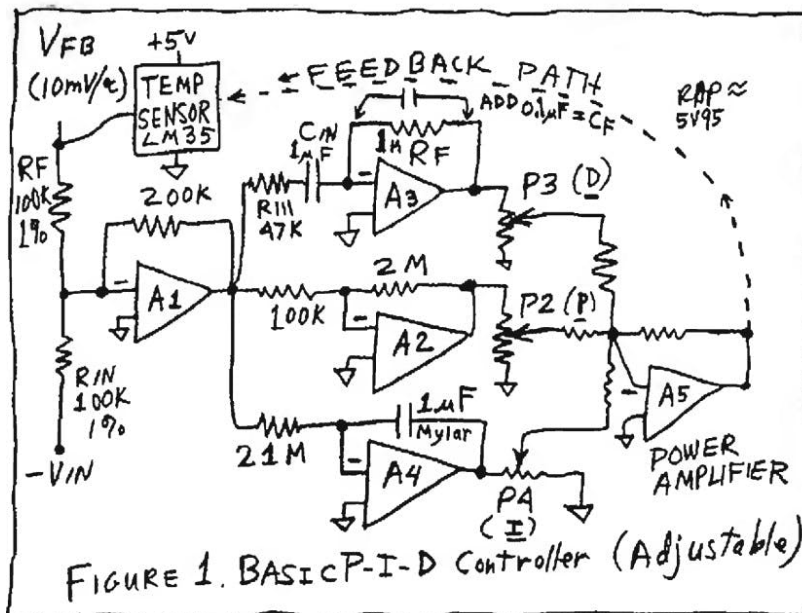 VFB
(10mV/°C)
+5V
TEMP
SENSOR
LM35
FEEDBACK PATH
ADD 0.1µF = CF
RAP ≈
5V95
RF
100K
1%
200K
CIN
1µF
RIII
47K
1M RF
A3
P3 (D)
A1
100K
2 M
A2
P2 (P)
RIN
100K
1%
-VIN
21M
1µF
Mylar
A4
P4
(I)
A5
POWER
AMPLIFIER
FIGURE 1. BASIC P-I-D Controller (Adjustable)